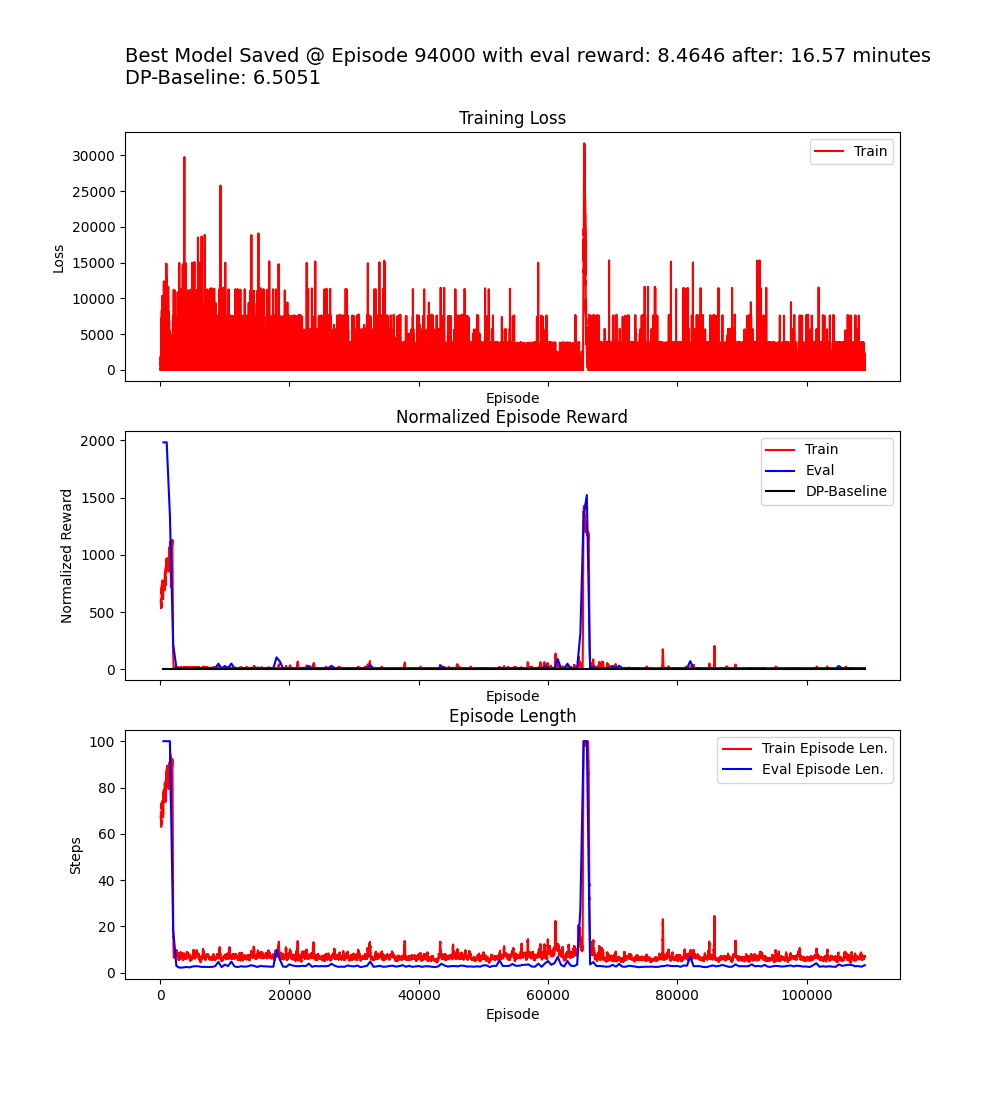 Best Model Saved @ Episode 94000 with eval reward: 8.4646 after: 16.57 minutes
DP-Baseline: 6.5051
Training Loss
30000
25000
20000
15000
10000
5000
0
Loss
Train
Episode
Normalized Episode Reward
2000
1500
1000
500
0
Normalized Reward
Train
Eval
DP-Baseline
Episode
Episode Length
100
80
60
40
20
0
Steps
Train Episode Len.
Eval Episode Len.
0 20000 40000 60000 80000 100000
Episode